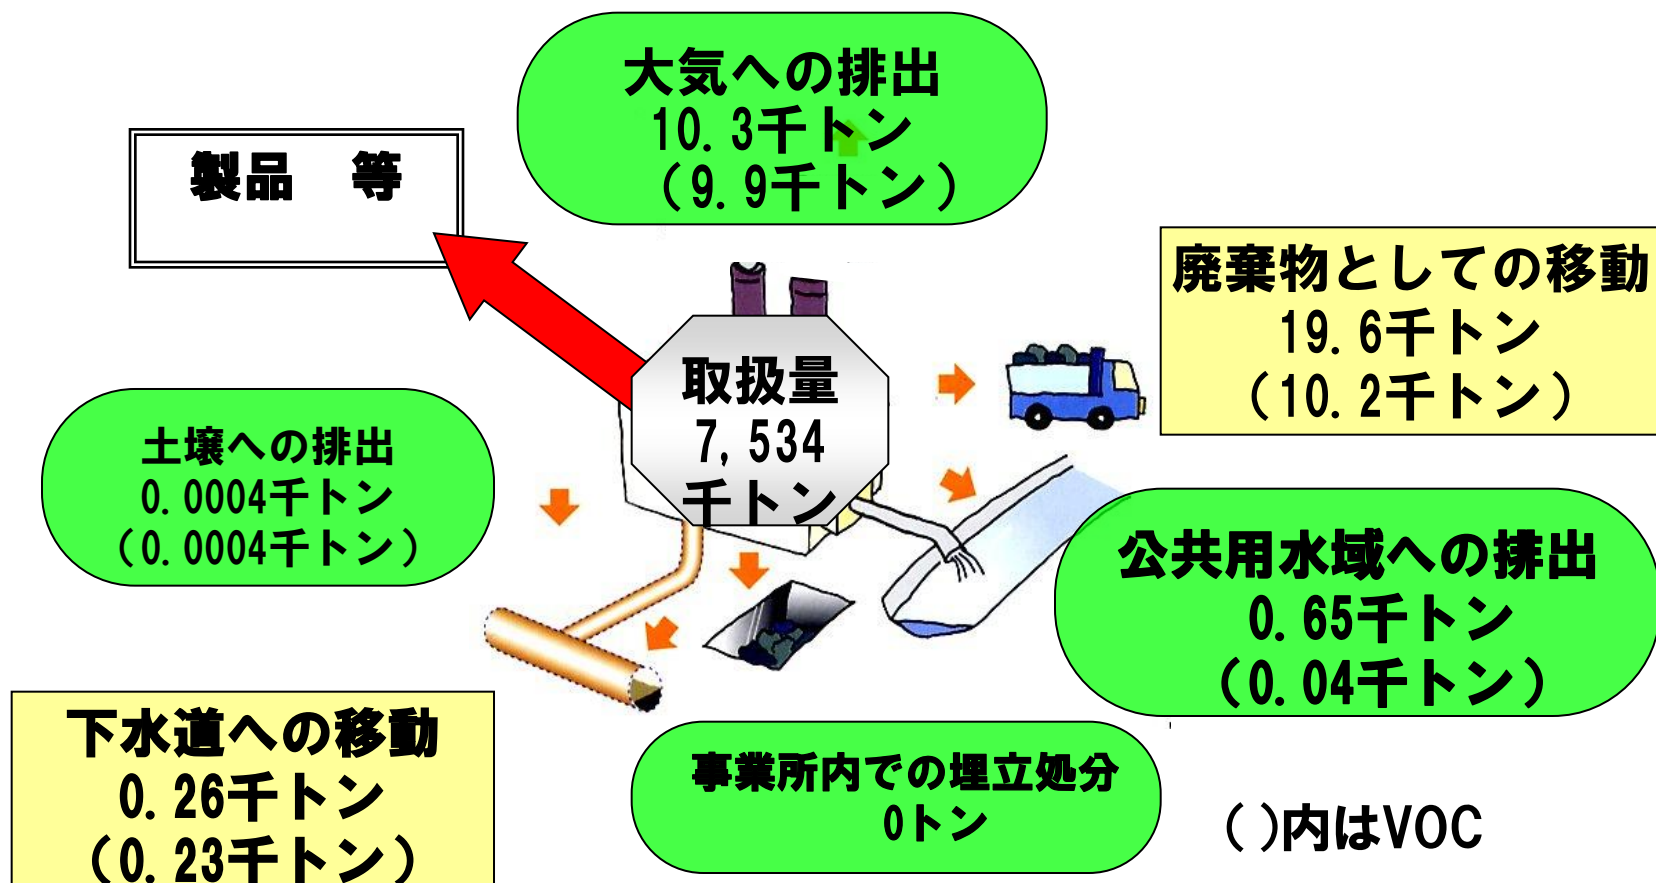 大気への排出
10.3千トン
（9.9千トン）
製品　等
廃棄物としての移動
19.6千トン
（10.2千トン）
取扱量
7,534
千トン
土壌への排出
0.0004千トン
（0.0004千トン）
公共用水域への排出
0.65千トン
（0.04千トン）
下水道への移動
0.26千トン
（0.23千トン）
事業所内での埋立処分
0トン
（ ）内はVOC